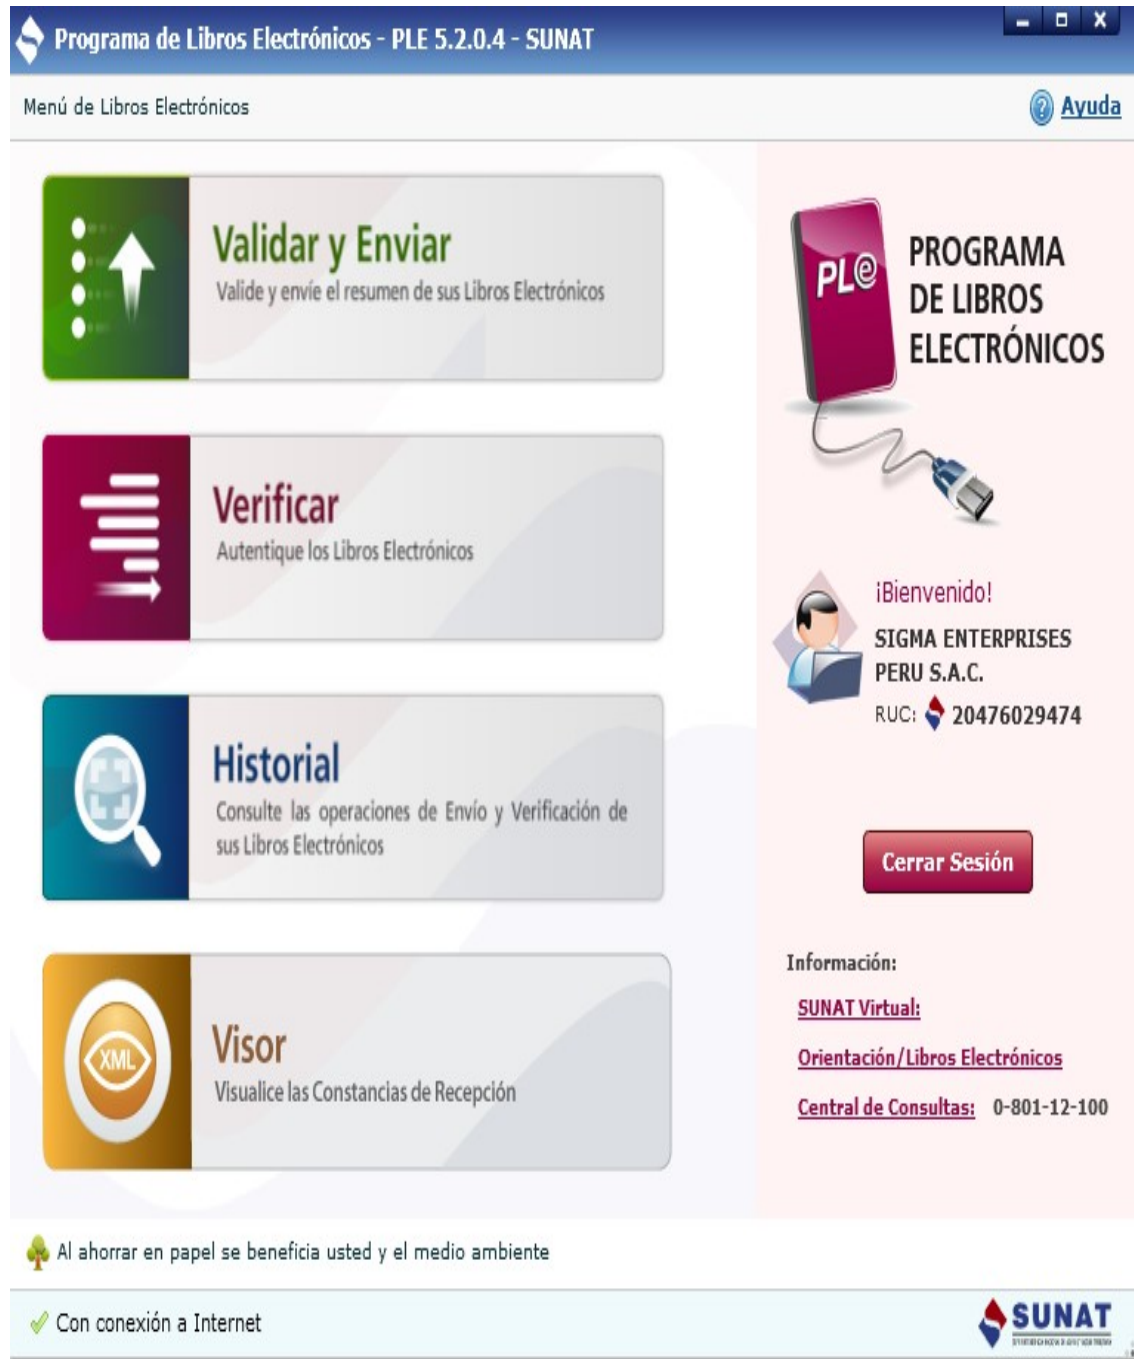 Programa de Libros Electrónicos - PLE 5.2.0.4 - SUNAT
Menú de Libros Electrónicos
Ayuda
Validar y Enviar
Valide y envíe el resumen de sus Libros Electrónicos
Verificar
Autentique los Libros Electrónicos
Historial
Consulte las operaciones de Envío y Verificación de
sus Libros Electrónicos
XML
Visor
Visualice las Constancias de Recepción
PLe
PROGRAMA
DE LIBROS
ELECTRÓNICOS
¡Bienvenido!
SIGMA ENTERPRISES
PERU S.A.C.
RUC: 20476029474
Cerrar Sesión
Información:
SUNAT Virtual:
Orientación/Libros Electrónicos
Central de Consultas: 0-801-12-100
Al ahorrar en papel se beneficia usted y el medio ambiente
Con conexión a Internet
SUNAT